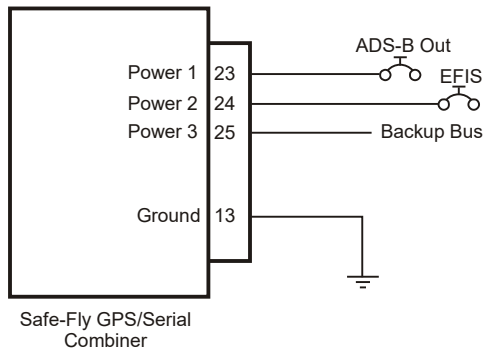 ADS-B Out
EFIS
Power 1 23
Power 2 24
Power 3 25 Backup Bus
Ground 13
Safe-Fly GPS/Serial
Combiner